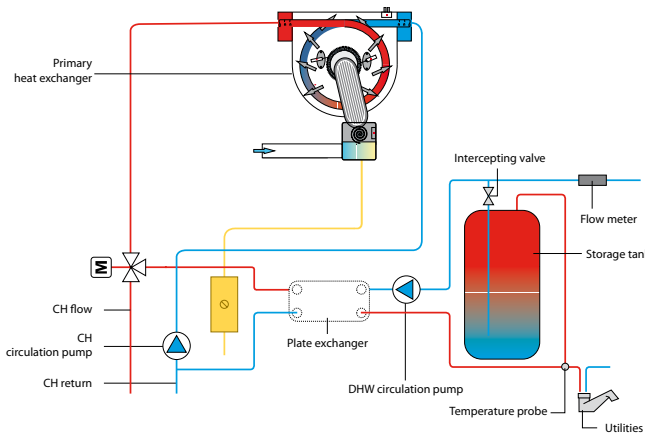 Primary
heat exchanger
Intercepting valve
Flow meter
Storage tan
M
CH flow
CH
circulation pump
Plate exchanger
CH return
DHW circulation pump
Temperature probe
Utilities